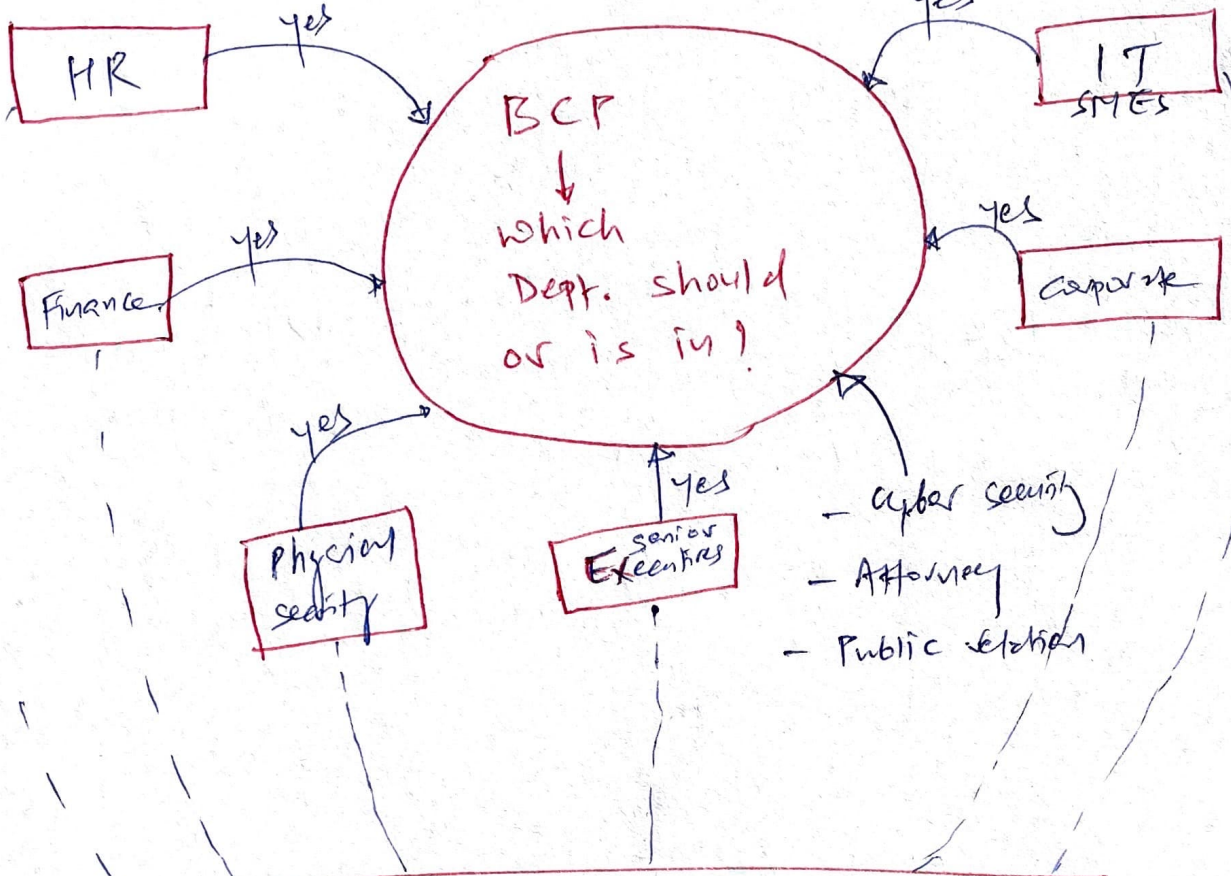 yes
yes
HR
IT
SMEs
BCP
which
Dept. should
or is in?
yes
yes
Finance
Corporate
yes
yes
Physical
security
senior
Executives
- Cyber security
- Attorney
- Public relation